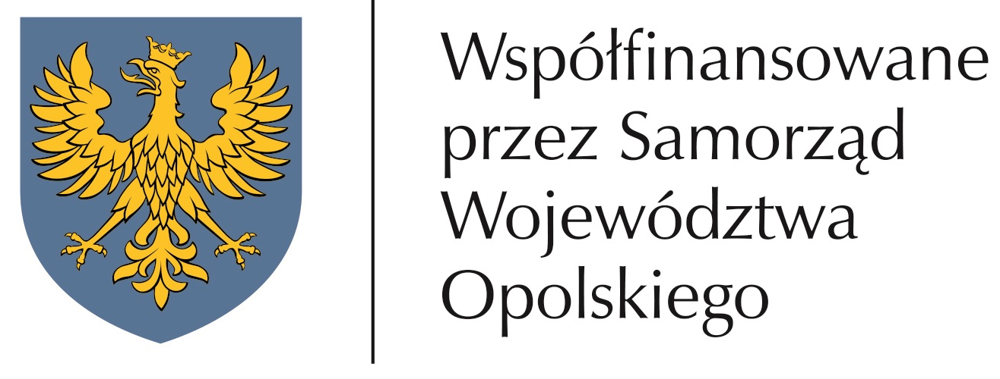 Współfinansowane
przez Samorząd
Województwa
Opolskiego